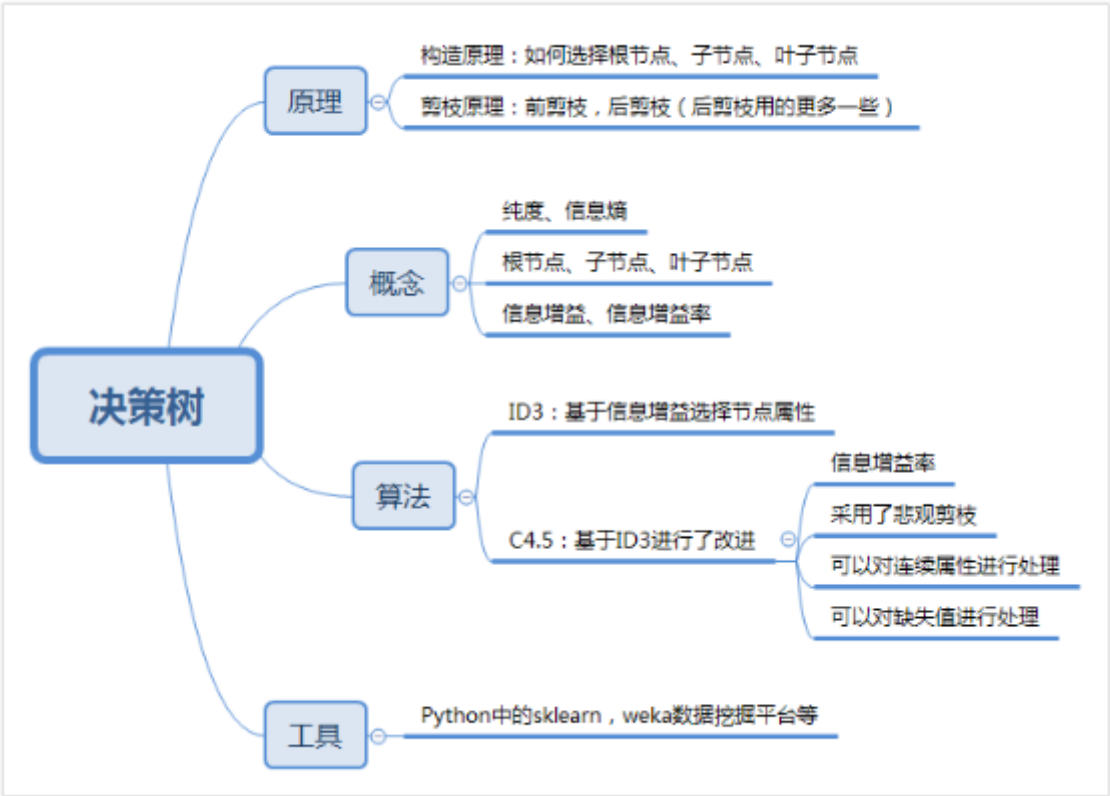 构造原理：如何选择根节点、子节点、叶子节点
原理
剪枝原理：前剪枝，后剪枝（后剪枝用的更多一些）
纯度、信息熵
概念
根节点、子节点、叶子节点
信息增益、信息增益率
决策树
ID3：基于信息增益选择节点属性
算法
C4.5：基于ID3进行了改进
信息增益率
采用了悲观剪枝
可以对连续属性进行处理
可以对缺失值进行处理
工具
Python中的sklearn，weka数据挖掘平台等